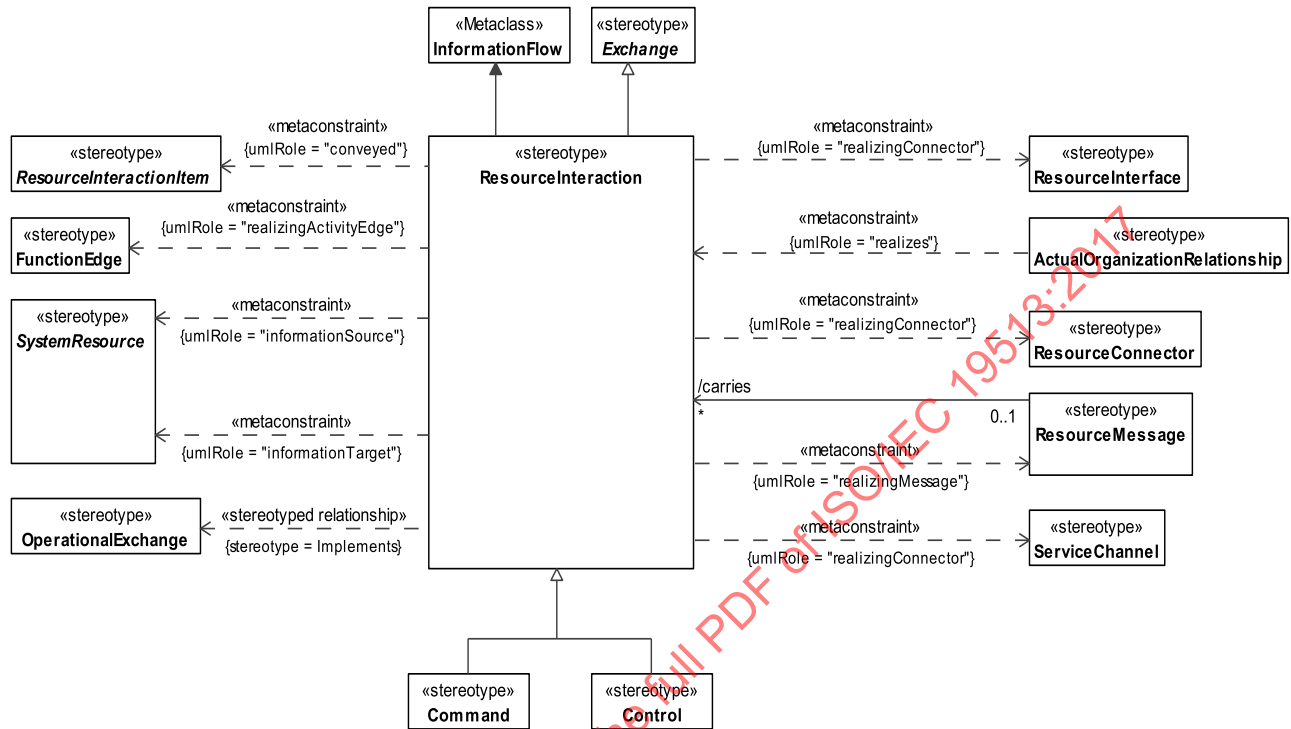 «Metaclass»
InformationFlow
«stereotype»
Exchange
«metaconstraint»
{umlRole = "conveyed"}
«stereotype»
ResourceInteractionItem
«metaconstraint»
{umlRole = "realizingActivityEdge"}
«stereotype»
FunctionEdge
«stereotype»
SystemResource
«metaconstraint»
{umlRole = "informationSource"}
«metaconstraint»
{umlRole = "informationTarget"}
«stereotype»
OperationalExchange
«stereotyped relationship»
{stereotype = Implements}
«stereotype»
ResourceInteraction
«metaconstraint»
{umlRole = "realizingConnector"}
«stereotype»
ResourceInterface
«metaconstraint»
{umlRole = "realizes"}
«stereotype»
ActualOrganizationRelationship
«metaconstraint»
{umlRole = "realizingConnector"}
«stereotype»
ResourceConnector
/carries
*
0..1
«stereotype»
ResourceMessage
«metaconstraint»
{umlRole = "realizingMessage"}
«metaconstraint»
{umlRole = "realizingConnector"}
«stereotype»
ServiceChannel
«stereotype»
Command
«stereotype»
Control
full PDF of ISO/IEC 19513:2017